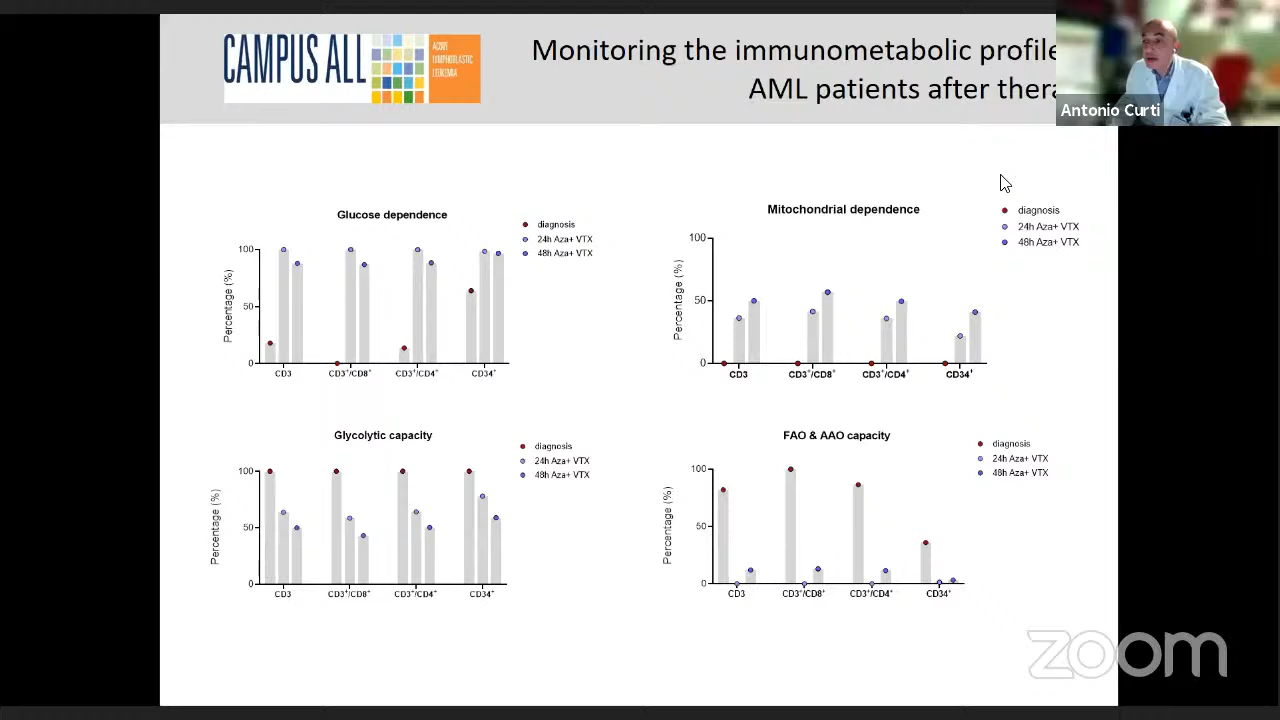 CAMPUS ALL
ACUTE
LYMPHOBLASTIC
LEUKEMIA
Monitoring the immunometabolic profile
AML patients after thera
Antonio Curti
Glucose dependence
diagnosis
24h Aza+ VTX
48h Aza+ VTX
Percentage (%)
100
50
0
CD3
CD3⁺/CD8⁺
CD3⁺/CD4⁺
CD34⁺
Mitochondrial dependence
diagnosis
24h Aza+ VTX
48h Aza+ VTX
Percentage (%)
100
50
0
CD3
CD3⁺/CD8⁺
CD3⁺/CD4⁺
CD34⁺
Glycolytic capacity
diagnosis
24h Aza+ VTX
48h Aza+ VTX
Percentage (%)
100
50
0
CD3
CD3⁺/CD8⁺
CD3⁺/CD4⁺
CD34⁺
FAO & AAO capacity
diagnosis
24h Aza+ VTX
48h Aza+ VTX
Percentage (%)
100
50
0
CD3
CD3⁺/CD8⁺
CD3⁺/CD4⁺
CD34⁺
zoom